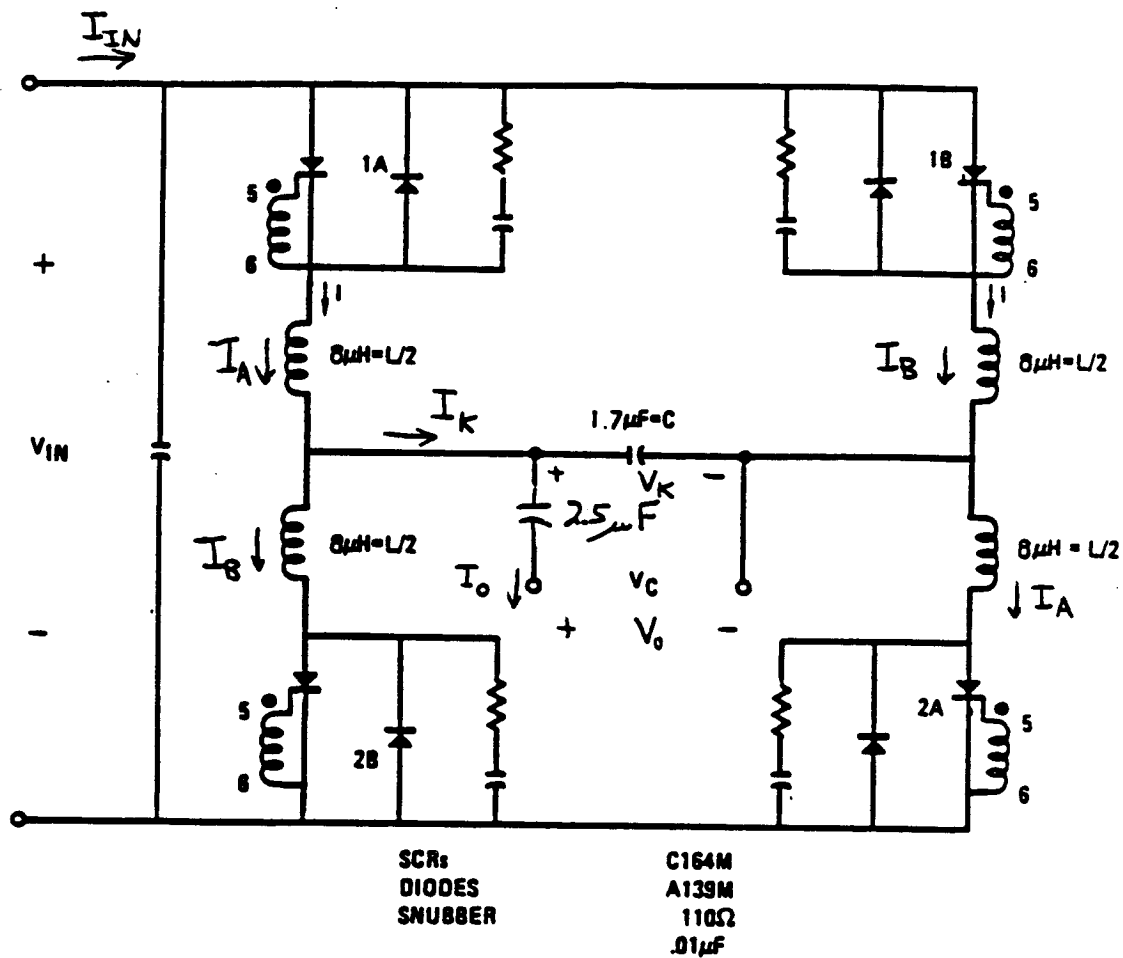 I_IN
1A
1B
5
5
6
6
+
I
I
I_A
8μH=L/2
I_B
8μH=L/2
I_K
1.7μF=C
V_IN
+
V_K
-
2.5μF
I_B
8μH=L/2
8μH = L/2
I_O
V_C
I_A
-
+
V_0
-
5
2B
2A
5
6
6
SCRs C164M
DIODES A139M
SNUBBER 110Ω
.01μF